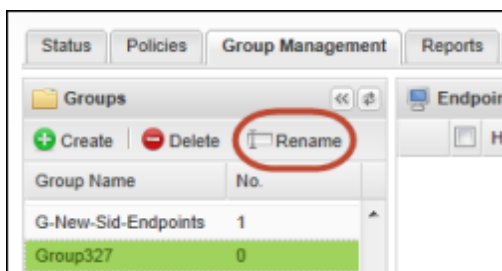 Status Policies Group Management Reports
Groups
Create Delete Rename
Group Name No.
G-New-Sid-Endpoints 1
Group327 0